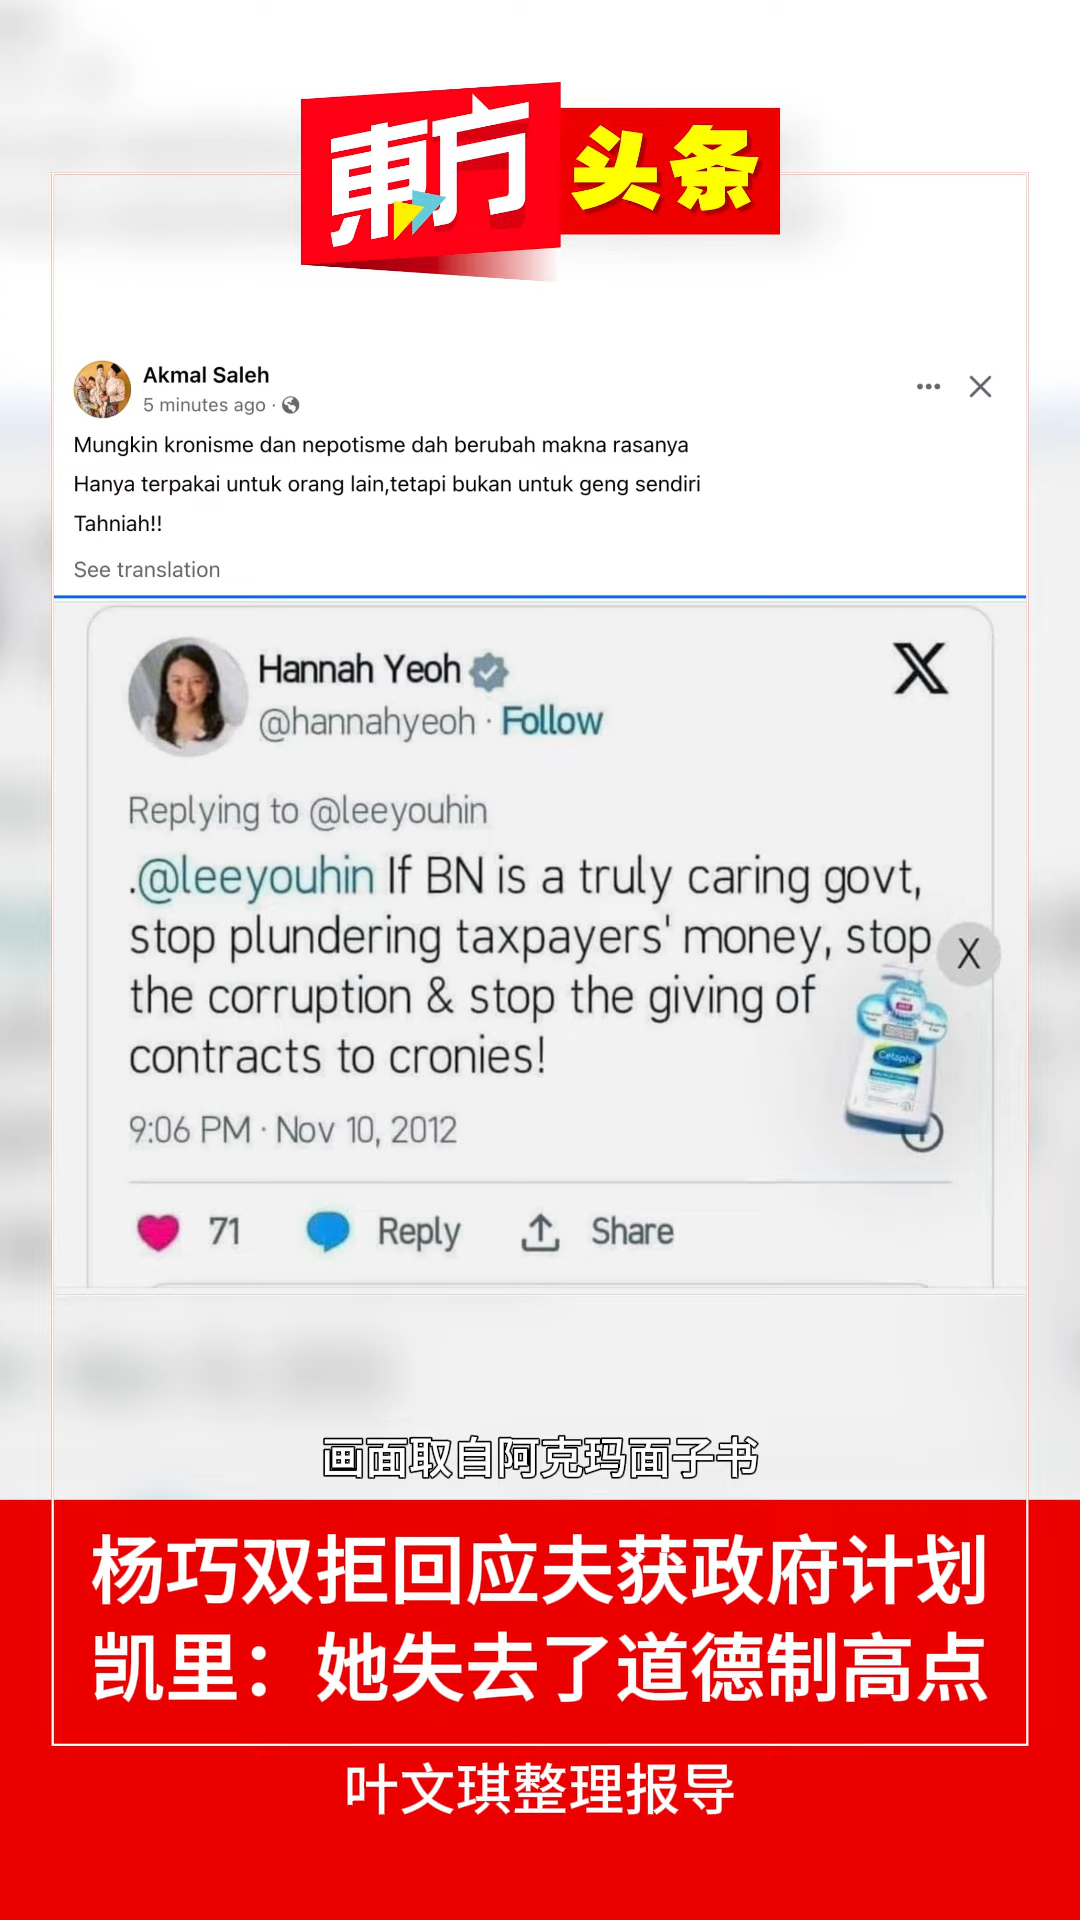 東方
头条
Akmal Saleh
5 minutes ago ·
Mungkin kronisme dan nepotisme dah berubah makna rasanya
Hanya terpakai untuk orang lain,tetapi bukan untuk geng sendiri
Tahniah!!
See translation
Hannah Yeoh
@hannahyeoh · Follow
Replying to @leeyouhin
.@leeyouhin If BN is a truly caring govt,
stop plundering taxpayers' money, stop
the corruption & stop the giving of
contracts to cronies!
X
Cetaphil
9:06 PM · Nov 10, 2012
71 Reply Share
画面取自阿克玛面子书
杨巧双拒回应夫获政府计划
凯里：她失去了道德制高点
叶文琪整理报导